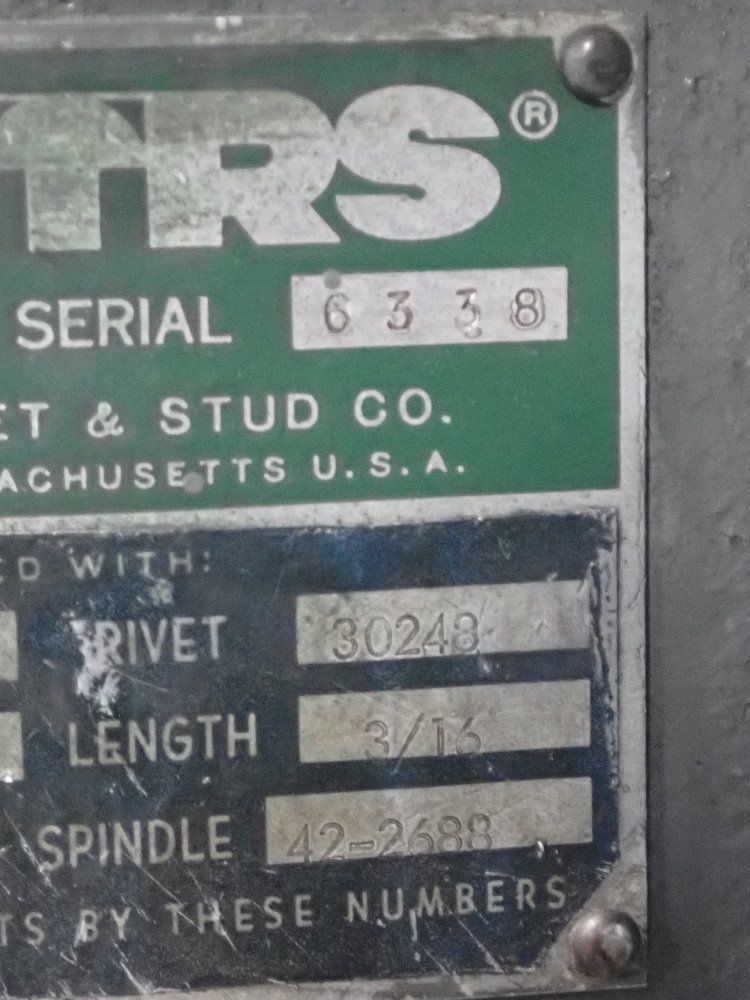 TRS®
SERIAL 6338
ET & STUD CO.
ACHUSETTS U.S.A.
ED WITH:
RIVET 30248
LENGTH 3/16
SPINDLE 42-2688
TS BY THESE NUMBERS